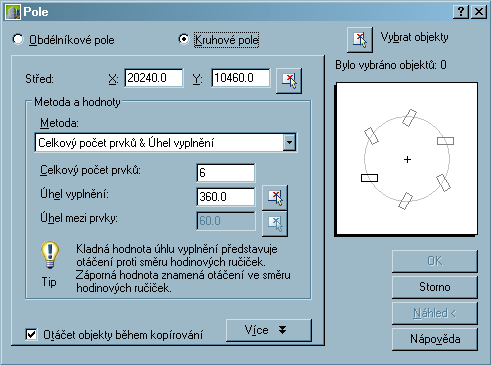 Pole
Obdélníkové pole
Kruhové pole
Vybrat objekty
Bylo vybráno objektů: 0
Střed: X: 20240.0 Y: 10460.0
Metoda a hodnoty
Metoda:
Celkový počet prvků & Úhel vyplnění
Celkový počet prvků: 6
Úhel vyplnění: 360.0
Úhel mezi prvky: 60.0
Tip
Kladná hodnota úhlu vyplnění představuje
otáčení proti směru hodinových ručiček.
Záporná hodnota znamená otáčení ve směru
hodinových ručiček.
Otáčet objekty během kopírování
Více
OK
Storno
Náhled <
Nápověda